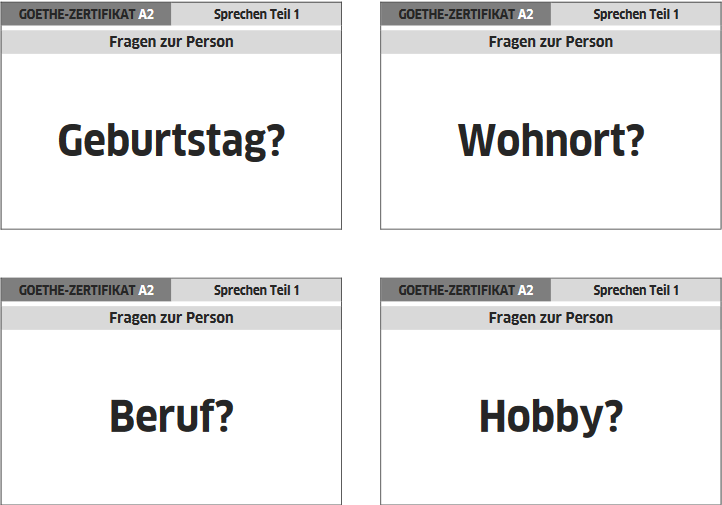 GOETHE-ZERTIFIKAT A2 Sprechen Teil 1
Fragen zur Person
Geburtstag?
GOETHE-ZERTIFIKAT A2 Sprechen Teil 1
Fragen zur Person
Wohnort?
GOETHE-ZERTIFIKAT A2 Sprechen Teil 1
Fragen zur Person
Beruf?
GOETHE-ZERTIFIKAT A2 Sprechen Teil 1
Fragen zur Person
Hobby?